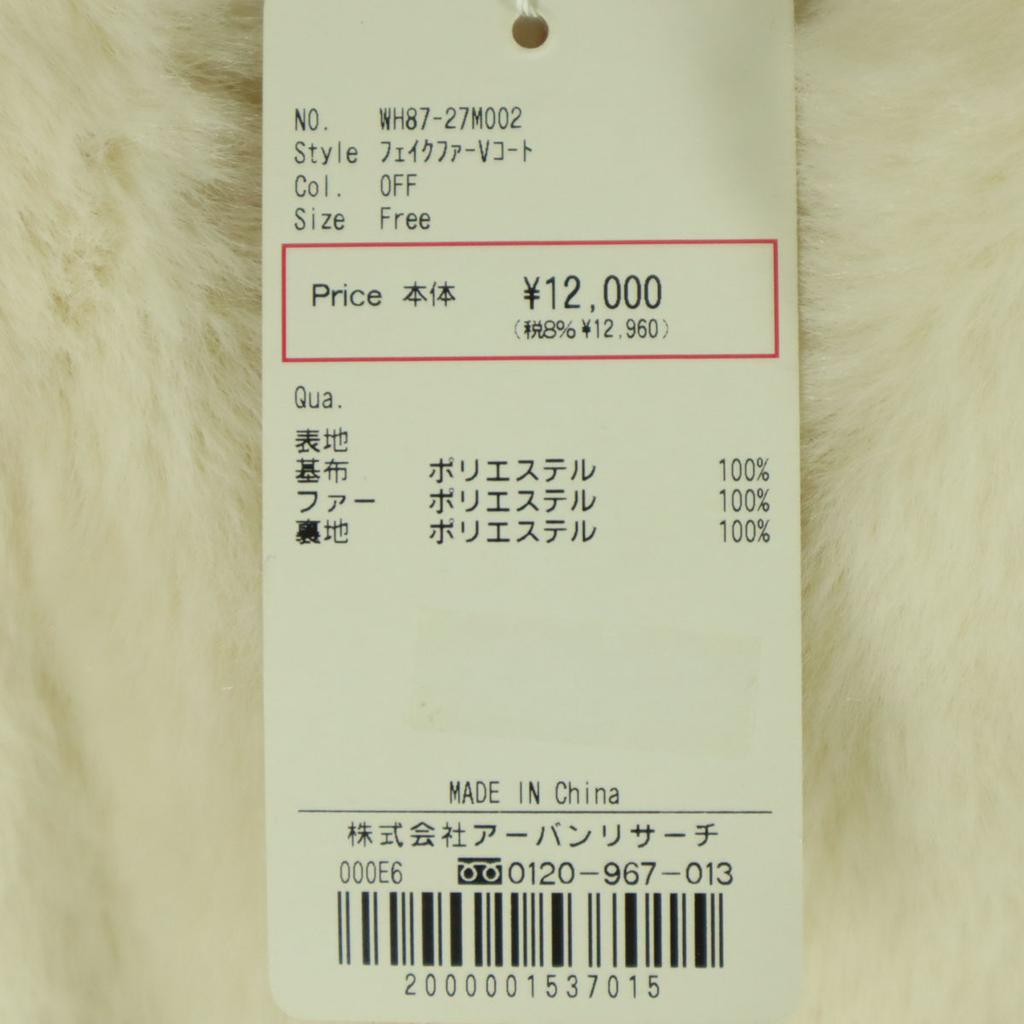 NO. WH87-27M002
Style ﾌｪｲｸﾌｧｰVｺｰﾄ
Col. OFF
Size Free
Price 本体 ¥12,000
(税8% ¥12,960)
Qua.
表地
基布 ポリエステル 100%
ファー ポリエステル 100%
裏地 ポリエステル 100%
MADE IN China
株式会社アーバンリサーチ
000E6 0120-967-013
2000001537015